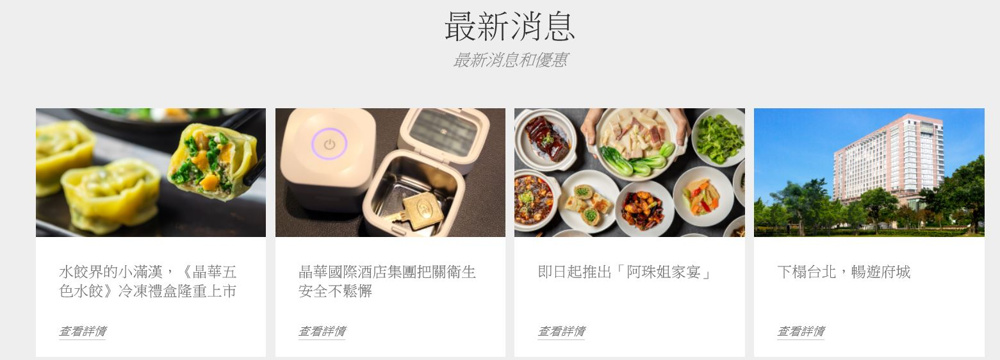 最新消息
最新消息和優惠
水餃界的小滿漢，《晶華五
色水餃》冷凍禮盒隆重上市
查看詳情
晶華國際酒店集團把關衛生
安全不鬆懈
查看詳情
即日起推出「阿珠姐家宴」
查看詳情
下榻台北，暢遊府城
查看詳情